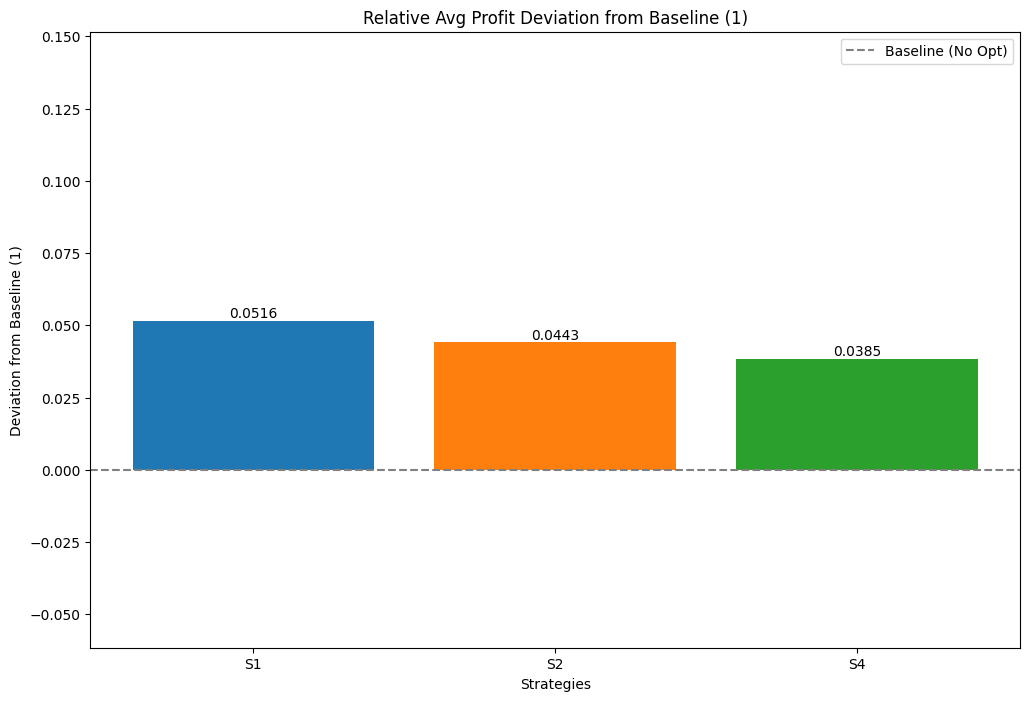 Relative Avg Profit Deviation from Baseline (1)
Baseline (No Opt)
0.150
0.125
0.100
0.075
0.050
0.025
0.000
−0.025
−0.050
Deviation from Baseline (1)
0.0516
0.0443
0.0385
S1
S2
S4
Strategies